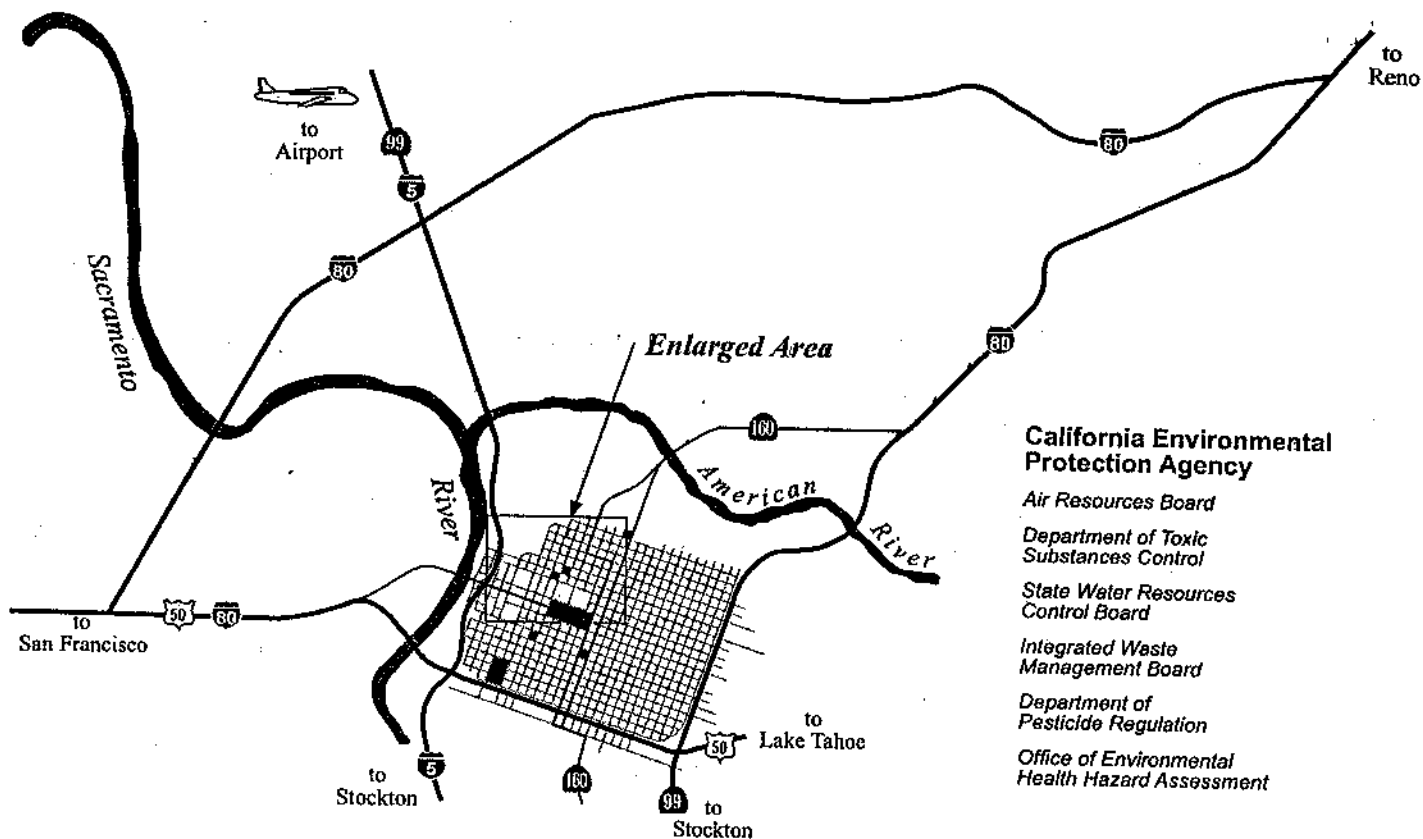 to
Reno
to
Airport
99
5
80
80
Sacramento
80
Enlarged Area
160
River
American
River
California Environmental
Protection Agency
Air Resources Board
Department of Toxic
Substances Control
State Water Resources
Control Board
Integrated Waste
Management Board
Department of
Pesticide Regulation
Office of Environmental
Health Hazard Assessment
to
San Francisco
50
80
to
Lake Tahoe
50
to
Stockton
5
160
99
to
Stockton